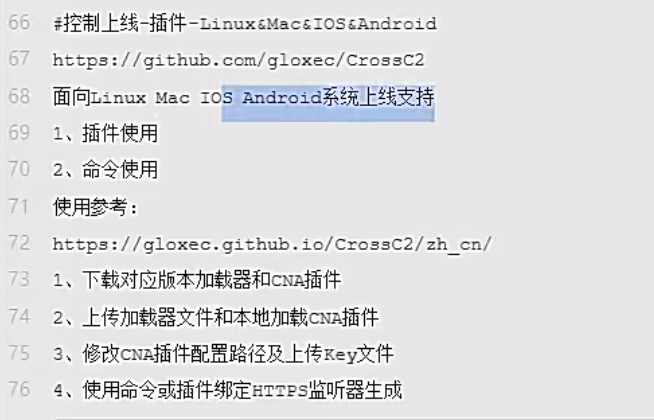 66 #控制上线-插件-Linux&Mac&IOS&Android
67 https://github.com/gloxec/CrossC2
68 面向Linux Mac IOS Android系统上线支持
69 1、插件使用
70 2、命令使用
71 使用参考：
72 https://gloxec.github.io/CrossC2/zh_cn/
73 1、下载对应版本加载器和CNA插件
74 2、上传加载器文件和本地加载CNA插件
75 3、修改CNA插件配置路径及上传Key文件
76 4、使用命令或插件绑定HTTPS监听器生成